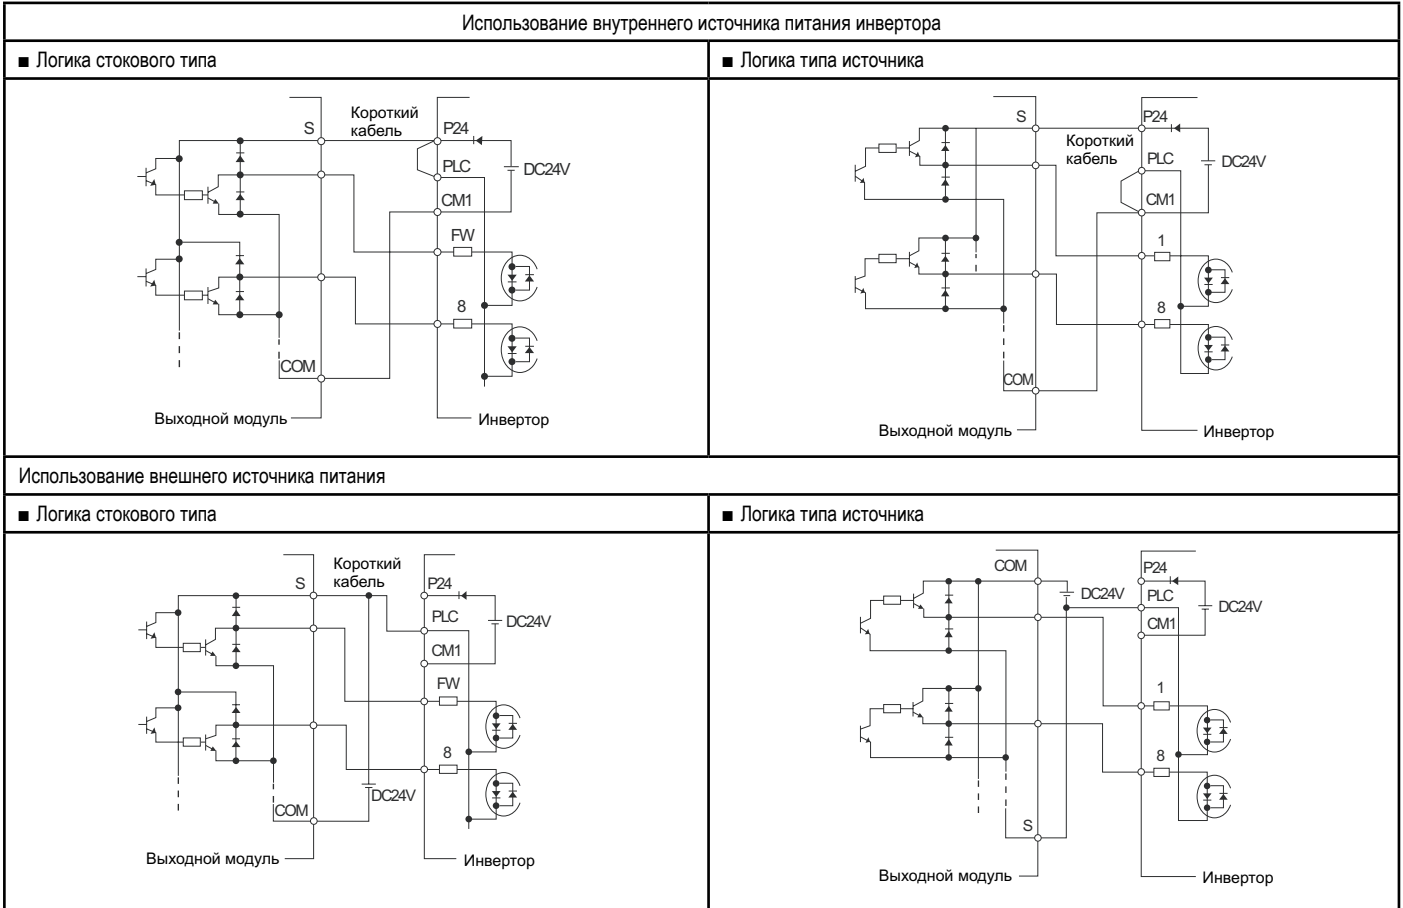 Использование внутреннего источника питания инвертора
■ Логика стокового типа
■ Логика типа источника
S
Короткий
кабель
P24
PLC
DC24V
CM1
FW
8
COM
Выходной модуль
Инвертор
S
P24
Короткий
кабель
PLC
DC24V
CM1
1
8
COM
Выходной модуль
Инвертор
Использование внешнего источника питания
■ Логика стокового типа
■ Логика типа источника
Короткий
кабель
S
P24
PLC
DC24V
CM1
FW
8
DC24V
COM
Выходной модуль
Инвертор
COM
P24
DC24V
PLC
DC24V
CM1
1
8
S
Выходной модуль
Инвертор